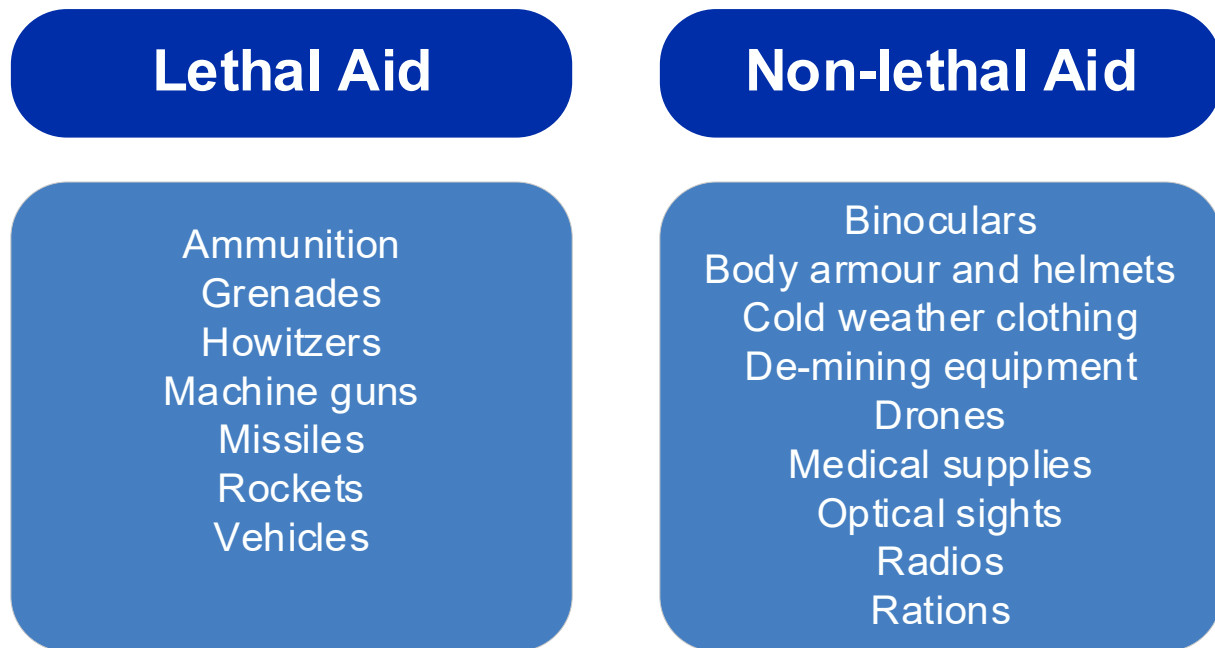 Lethal Aid
Ammunition
Grenades
Howitzers
Machine guns
Missiles
Rockets
Vehicles
Non-lethal Aid
Binoculars
Body armour and helmets
Cold weather clothing
De-mining equipment
Drones
Medical supplies
Optical sights
Radios
Rations